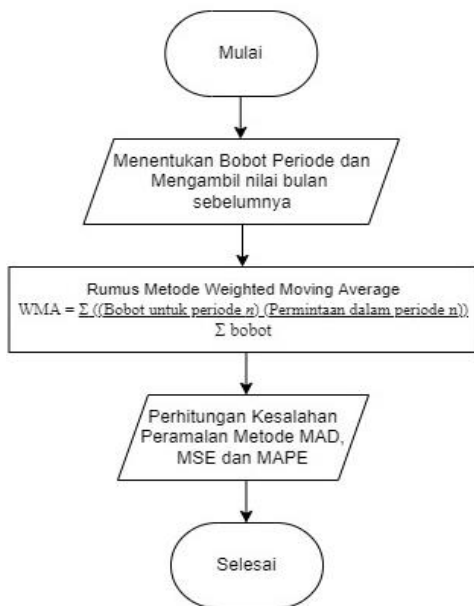 Mulai
Menentukan Bobot Periode dan
Mengambil nilai bulan
sebelumnya
Rumus Metode Weighted Moving Average
WMA = Σ ((Bobot untuk periode n) (Permintaan dalam periode n))
Σ bobot
Perhitungan Kesalahan
Peramalan Metode MAD,
MSE dan MAPE
Selesai